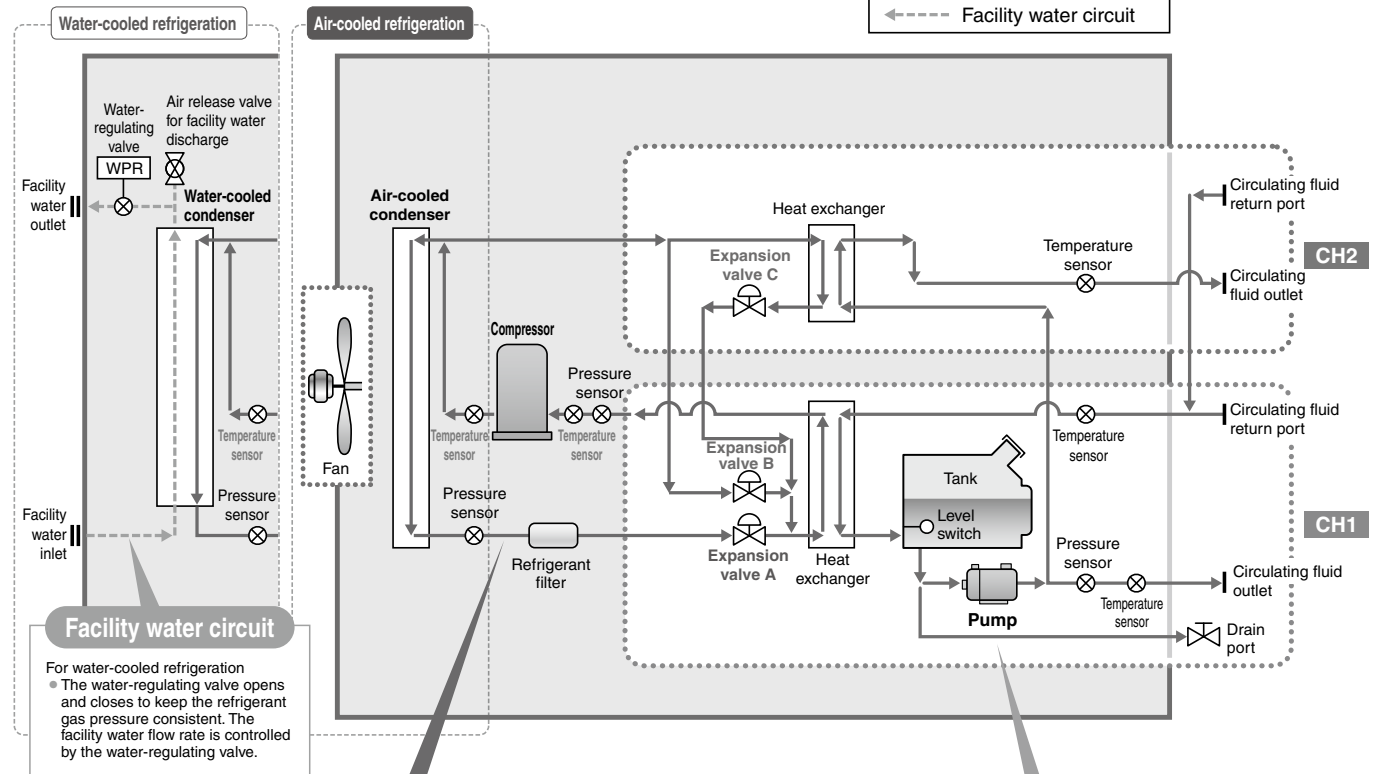 Water-cooled refrigeration
Air-cooled refrigeration
Facility water circuit
Water-
regulating
valve
WPR
Air release valve
for facility water
discharge
Facility
water
outlet
Water-cooled
condenser
Temperature
sensor
Pressure
sensor
Facility
water
inlet
Fan
Air-cooled
condenser
Compressor
Pressure
sensor
Temperature
sensor
Temperature
sensor
Pressure
sensor
Refrigerant
filter
Heat exchanger
Expansion
valve C
Temperature
sensor
Circulating fluid
return port
Circulating
fluid outlet
CH2
Expansion
valve B
Expansion
valve A
Heat
exchanger
Tank
Level
switch
Pump
Temperature
sensor
Circulating fluid
return port
CH1
Pressure
sensor
Temperature
sensor
Circulating fluid
outlet
Drain
port
Facility water circuit
For water-cooled refrigeration
● The water-regulating valve opens
and closes to keep the refrigerant
gas pressure consistent. The
facility water flow rate is controlled
by the water-regulating valve.